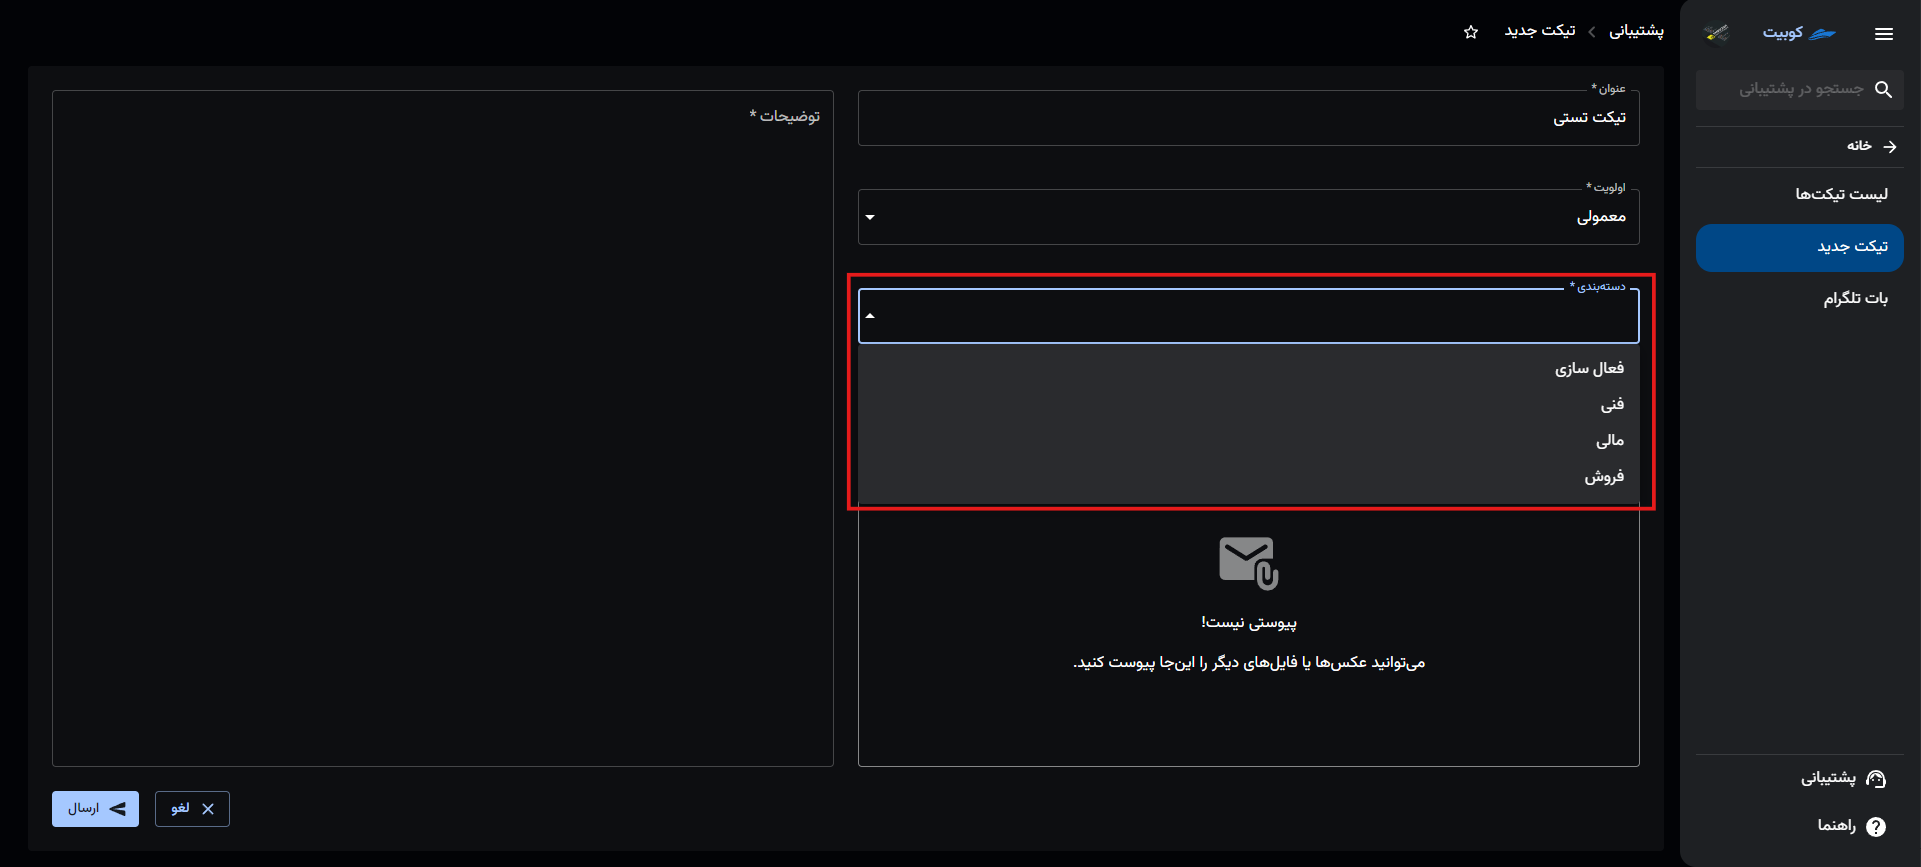 کوبیت
جستجو در پشتیبانی
خانه
لیست تیکت‌ها
تیکت جدید
بات تلگرام
پشتیبانی
راهنما
پشتیبانی
تیکت جدید
عنوان *
تیکت تستی
اولویت *
معمولی
دسته‌بندی *
فعال سازی
فنی
مالی
فروش
پیوستی نیست!
می‌توانید عکس‌ها یا فایل‌های دیگر را این‌جا پیوست کنید.
توضیحات *
لغو
ارسال